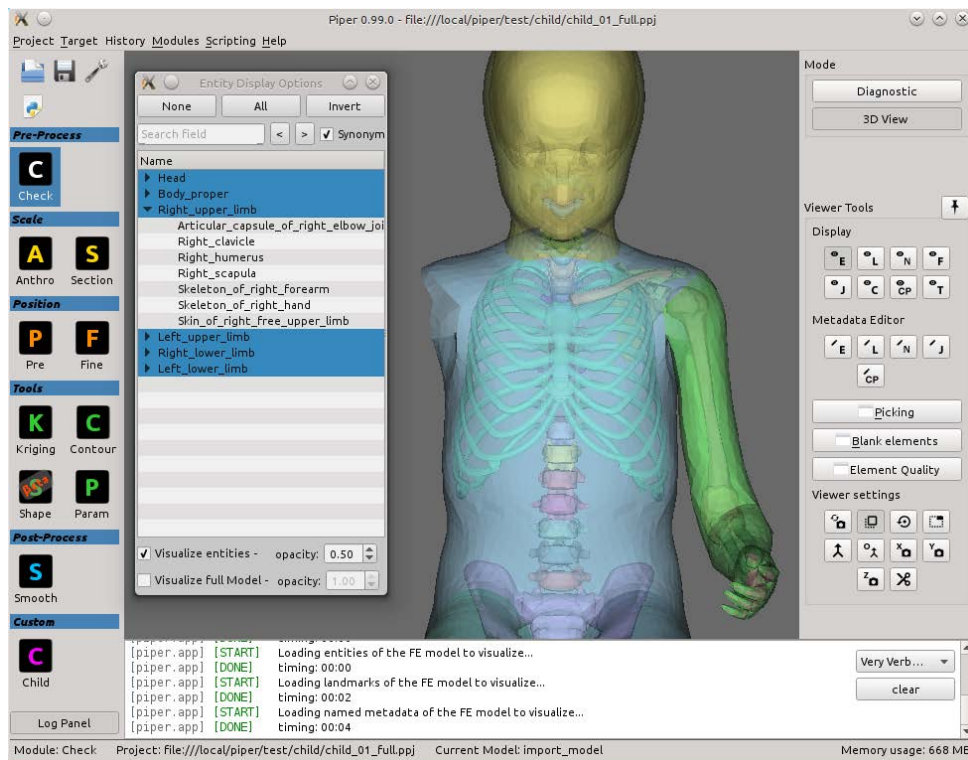 Piper 0.99.0 - file:///local/piper/test/child/child_01_full.ppj
Project Target History Modules Scripting Help
Pre-Process
C
Check
Scale
A S
Anthro Section
Position
P F
Pre Fine
Tools
K C
Kriging Contour
P
Shape Param
Post-Process
S
Smooth
Custom
C
Child
Log Panel
Entity Display Options
None All Invert
Search field < > Synonym
Name
Head
Body_proper
Right_upper_limb
Articular_capsule_of_right_elbow_joi
Right_clavicle
Right_humerus
Right_scapula
Skeleton_of_right_forearm
Skeleton_of_right_hand
Skin_of_right_free_upper_limb
Left_upper_limb
Right_lower_limb
Left_lower_limb
Visualize entities - opacity: 0.50
Visualize full Model - opacity: 1.00
Mode
Diagnostic
3D View
Viewer Tools
Display
E L N F
J C CP T
Metadata Editor
E L N J
CP
Picking
Blank elements
Element Quality
Viewer settings
X Y
Z
[piper.app] [START] Loading entities of the FE model to visualize...
[piper.app] [DONE] timing: 00:00
[piper.app] [START] Loading landmarks of the FE model to visualize...
[piper.app] [DONE] timing: 00:02
[piper.app] [START] Loading named metadata of the FE model to visualize...
[piper.app] [DONE] timing: 00:04
Very Verb...
clear
Module: Check Project: file:///local/piper/test/child/child_01_full.ppj Current Model: import_model Memory usage: 668 MB